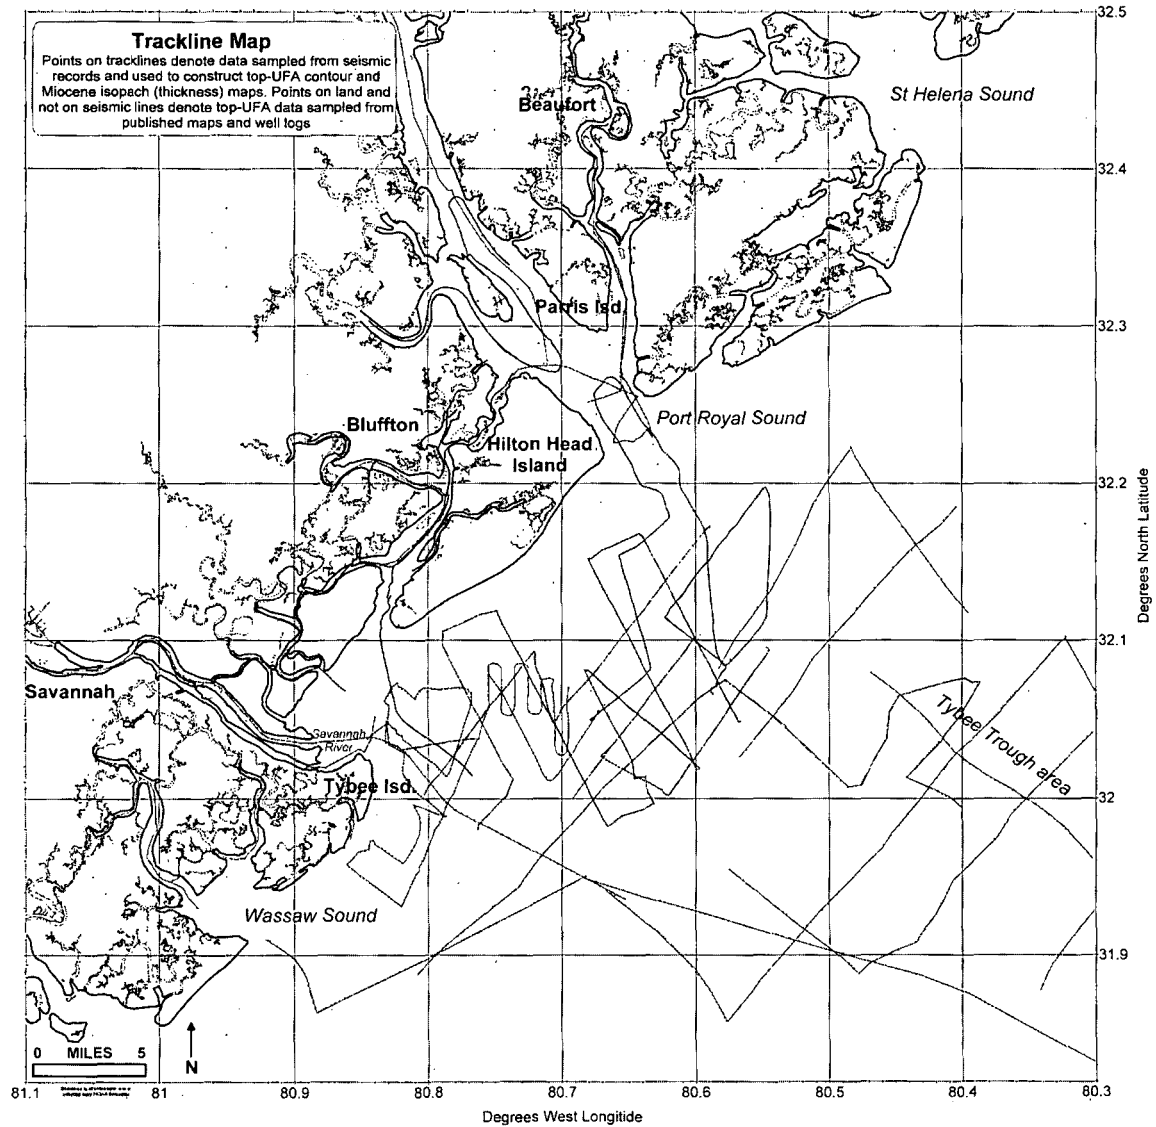 Trackline Map
Points on tracklines denote data sampled from seismic
records and used to construct top-UFA contour and
Miocene isopach (thickness) maps. Points on land and
not on seismic lines denote top-UFA data sampled from
published maps and well logs
32.5
St Helena Sound
Beaufort
32.4
Parris Isd.
32.3
Port Royal Sound
Bluffton
Hilton Head
Island
32.2
Degrees North Latitude
32.1
Savannah
Savannah
River
Tybee Trough area
Tybee Isd.
32
Wassaw Sound
31.9
0 MILES 5
N
81.1 81 80.9 80.8 80.7 80.6 80.5 80.4 80.3
Degrees West Longitide